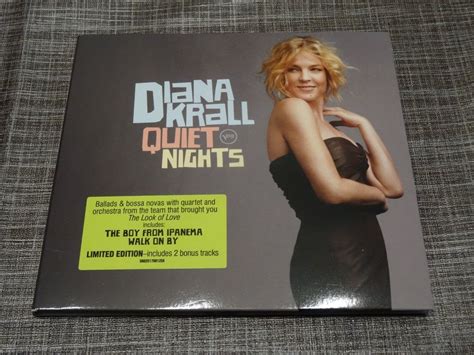 DIANA
KRALL
QUIET
NIGHTS
Ballads & bossa novas with quartet and
orchestra from the team that brought you
The Look of Love
includes:
THE BOY FROM IPANEMA
WALK ON BY
LIMITED EDITION–includes 2 bonus tracks